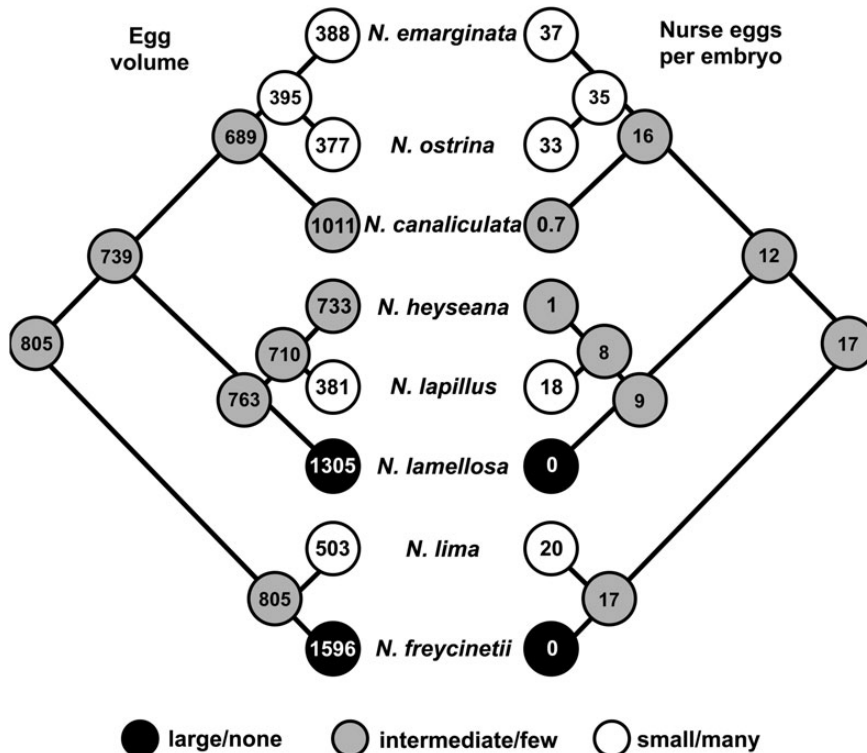 Egg volume
Nurse eggs per embryo
388 N. emarginata 37
395 35
689 16
377 N. ostrina 33
1011 N. canaliculata 0.7
739 12
733 N. heyseana 1
805 710 8 17
381 N. lapillus 18
763 9
1305 N. lamellosa 0
503 N. lima 20
805 17
1596 N. freycinetii 0
large/none intermediate/few small/many